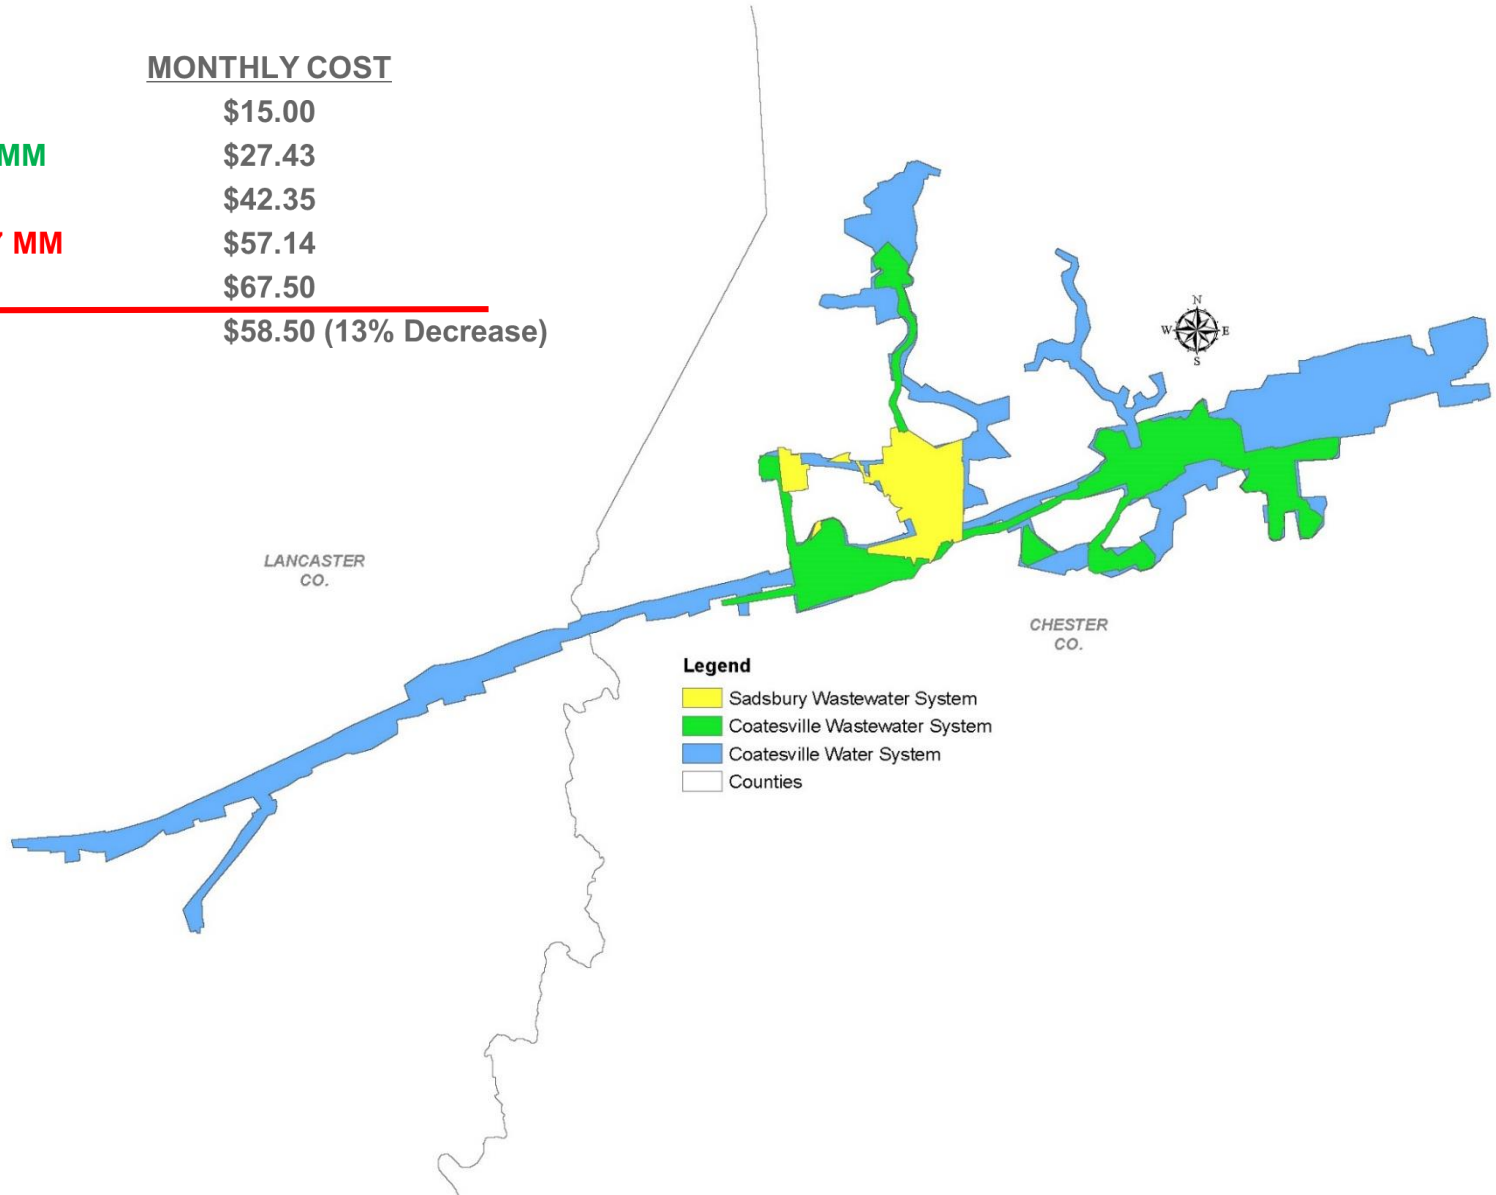 MONTHLY COST
$15.00
MM $27.43
$42.35
MM $57.14
$67.50
$58.50 (13% Decrease)
N
W E
S
LANCASTER
CO.
CHESTER
CO.
Legend
Sadsbury Wastewater System
Coatesville Wastewater System
Coatesville Water System
Counties